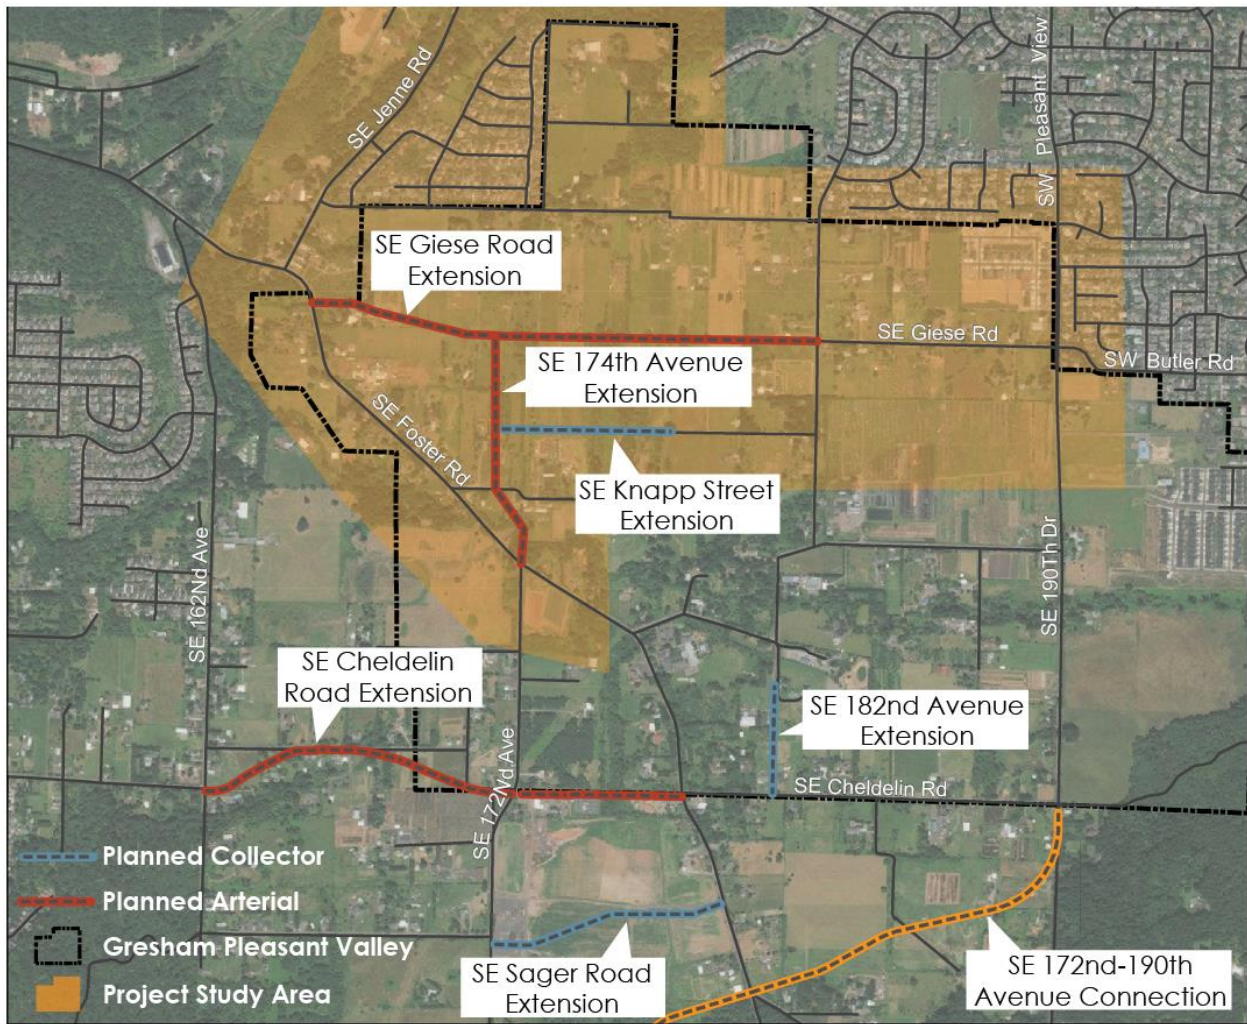 SE Jenne Rd
SW Pleasant View
SE Giese Road
Extension
SE Giese Rd
SW Butler Rd
SE 174th Avenue
Extension
SE Foster Rd
SE Knapp Street
Extension
SE 162Nd Ave
SE 190Th Dr
SE Cheldelin
Road Extension
SE 182nd Avenue
Extension
SE 172Nd Ave
SE Cheldelin Rd
Planned Collector
Planned Arterial
Gresham Pleasant Valley
Project Study Area
SE Sager Road
Extension
SE 172nd-190th
Avenue Connection